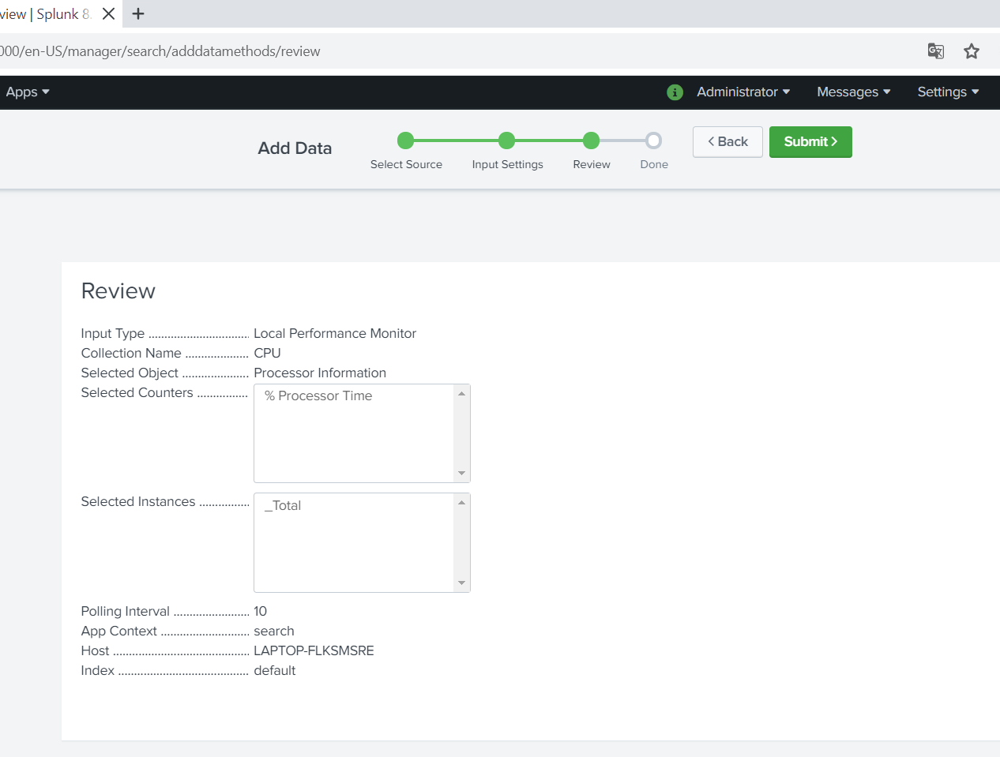 view | Splunk 8.
000/en-US/manager/search/adddatamethods/review
Apps
i Administrator Messages Settings
Add Data
Select Source Input Settings Review Done
< Back Submit >
Review
Input Type ............................... Local Performance Monitor
Collection Name .................... CPU
Selected Object ..................... Processor Information
Selected Counters ................ % Processor Time
Selected Instances ................ _Total
Polling Interval ........................ 10
App Context ............................ search
Host ........................................... LAPTOP-FLKSMSRE
Index ......................................... default